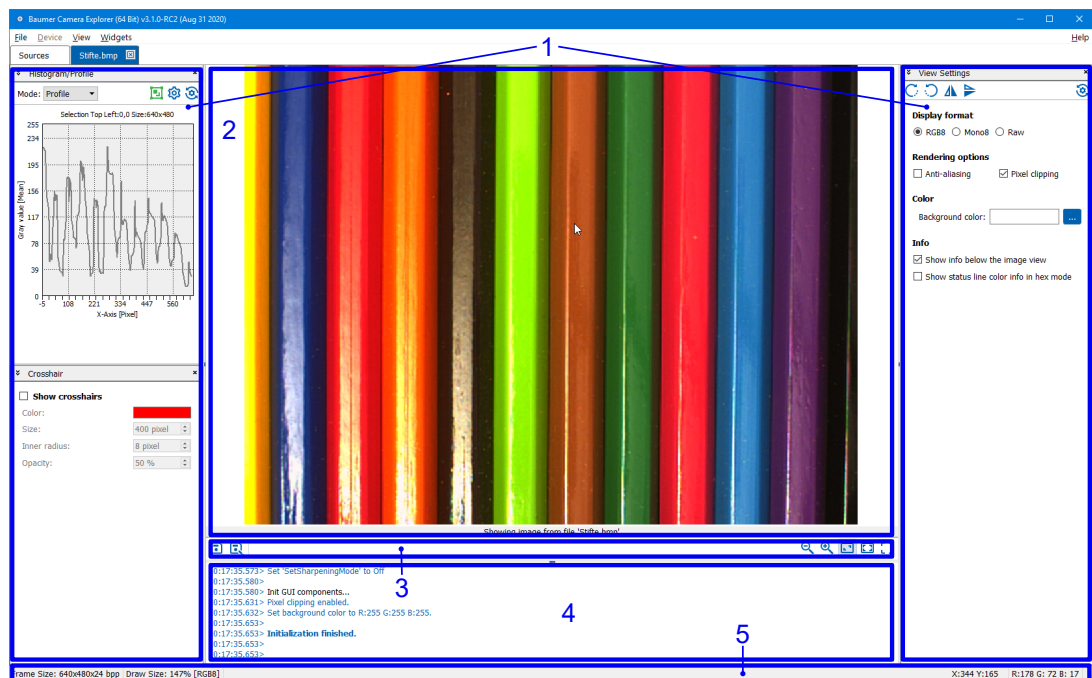 Baumer Camera Explorer (64 Bit) v3.1.0-RC2 (Aug 31 2020)
File Device View Widgets Help
Sources Stifte.bmp
1
Histogram/Profile ×
Mode: Profile
Selection Top Left:0,0 Size:640x480
255
234
195
156
117
78
39
0
Gray value [Mean]
-5 108 221 334 447 560
X-Axis [Pixel]
Crosshair ×
Show crosshairs
Color:
Size: 400 pixel
Inner radius: 8 pixel
Opacity: 50 %
2
Showing image from file 'Stifte.bmp'
3
0:17:35.573> Set 'SetSharpeningMode' to Off
0:17:35.580>
0:17:35.580> Init GUI components...
0:17:35.631> Pixel clipping enabled.
0:17:35.632> Set background color to R:255 G:255 B:255.
0:17:35.653>
0:17:35.653> Initialization finished.
0:17:35.653>
0:17:35.653>
4
View Settings ×
Display format
RGB8 Mono8 Raw
Rendering options
Anti-aliasing Pixel clipping
Color
Background color: ...
Info
Show info below the image view
Show status line color info in hex mode
5
rame Size: 640x480x24 bpp Draw Size: 147% [RGB8] X:344 Y:165 R:178 G: 72 B: 17